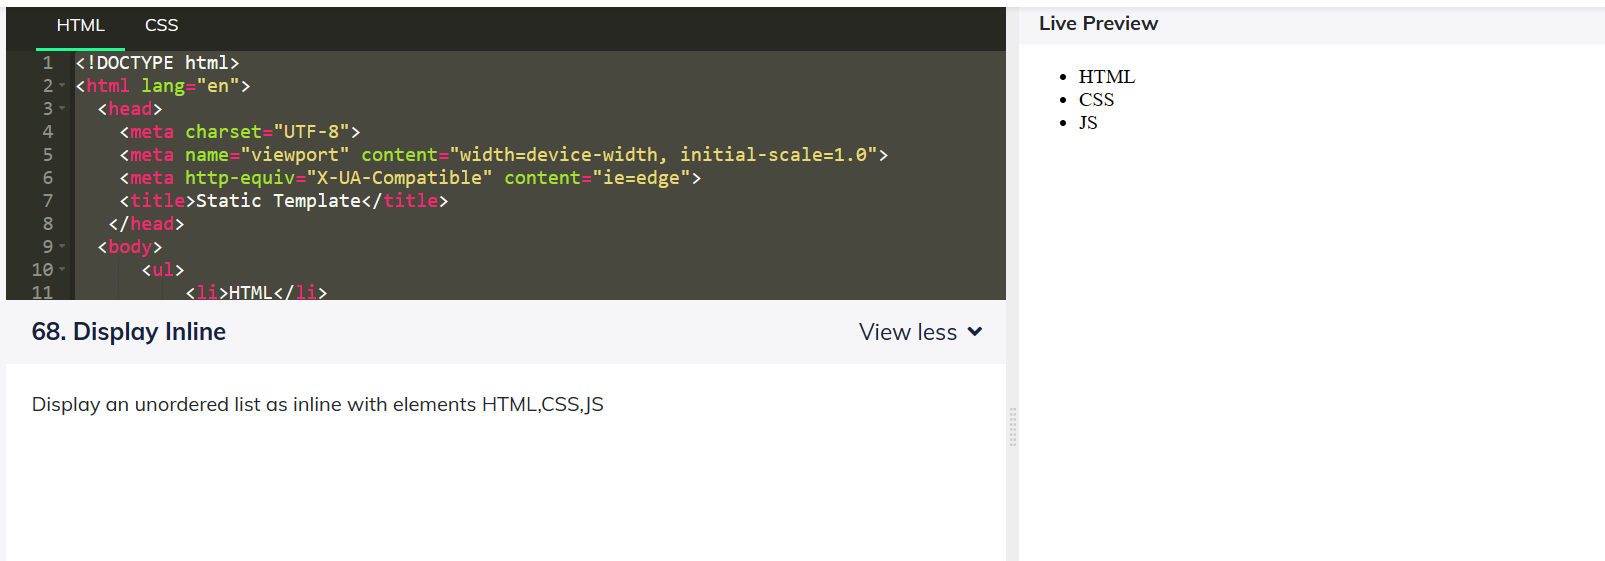 HTML CSS
1 <!DOCTYPE html>
2 <html lang="en">
3 <head>
4 <meta charset="UTF-8">
5 <meta name="viewport" content="width=device-width, initial-scale=1.0">
6 <meta http-equiv="X-UA-Compatible" content="ie=edge">
7 <title>Static Template</title>
8 </head>
9 <body>
10 <ul>
11 <li>HTML</li>
68. Display Inline View less
Display an unordered list as inline with elements HTML,CSS,JS
Live Preview
• HTML
• CSS
• JS